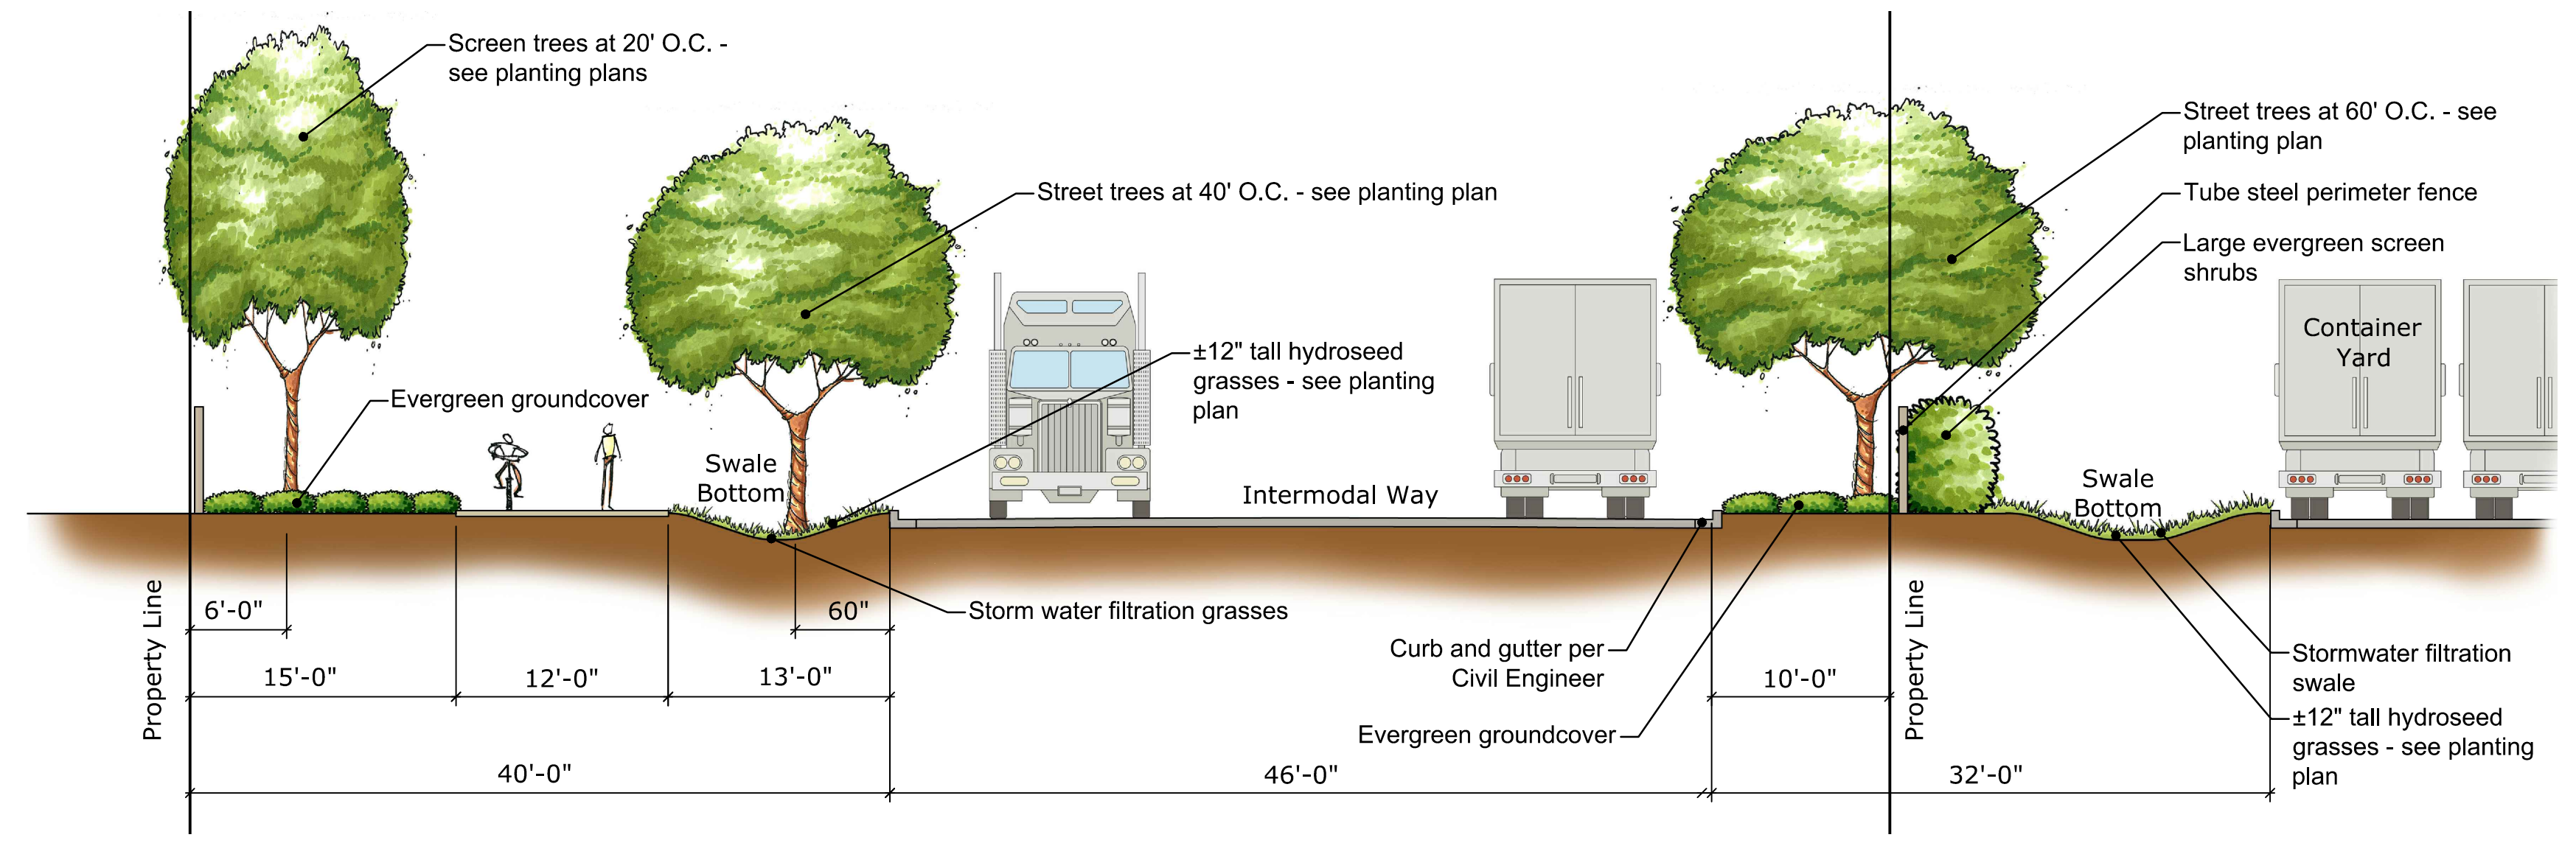 Screen trees at 20' O.C. -
see planting plans
Street trees at 40' O.C. - see planting plan
Street trees at 60' O.C. - see
planting plan
Tube steel perimeter fence
Large evergreen screen
shrubs
Container
Yard
±12" tall hydroseed
grasses - see planting
plan
Evergreen groundcover
Swale
Bottom
Intermodal Way
Swale
Bottom
Property Line
6'-0"
60"
Storm water filtration grasses
15'-0"
12'-0"
13'-0"
Curb and gutter per
Civil Engineer
10'-0"
Property Line
Stormwater filtration
swale
Evergreen groundcover
±12" tall hydroseed
grasses - see planting
plan
40'-0"
46'-0"
32'-0"